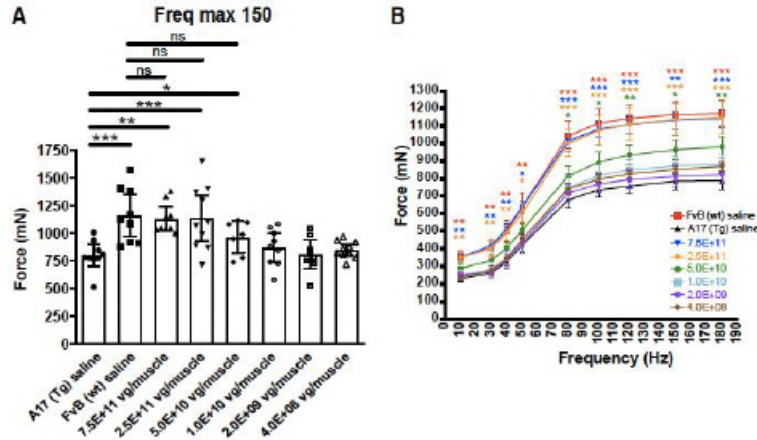 A
Freq max 150
ns
ns
ns
*
***
**
***
Force (mN)
1750
1500
1250
1000
750
500
250
0
A17 (Tg) saline
FvB (wt) saline
7.5E+11 vg/muscle
2.5E+11 vg/muscle
5.0E+10 vg/muscle
1.0E+10 vg/muscle
2.0E+09 vg/muscle
4.0E+08 vg/muscle
B
Force (mN)
1300
1200
1100
1000
900
800
700
600
500
400
300
200
100
0
** ** ** ** *** *** *** *** ***
** ** ** * *** *** *** ** ***
** ** ** * *** *** *** *** ***
* * ** * **
FvB (wt) saline
A17 (Tg) saline
7.5E+11
2.5E+11
5.0E+10
1.0E+10
2.0E+09
4.0E+08
0 10 20 30 40 50 60 70 80 90 100 110 120 130 140 150 160 170 180 190
Frequency (Hz)